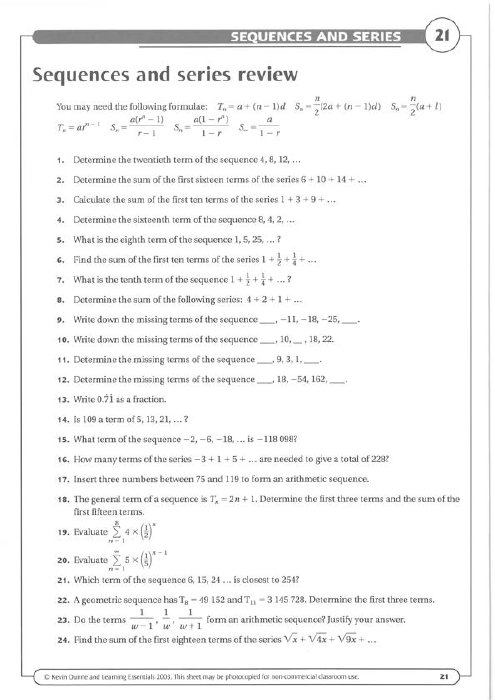 SEQUENCES AND SERIES 21
Sequences and series review
You may need the following formulae: Tₙ = a + (n − 1)d Sₙ = n/2[2a + (n − 1)d] Sₙ = n/2(a + l)
Tₙ = arⁿ⁻¹ Sₙ = a(rⁿ − 1)/(r − 1) Sₙ = a(1 − rⁿ)/(1 − r) S∞ = a/(1 − r)
1. Determine the twentieth term of the sequence 4, 8, 12, ...
2. Determine the sum of the first sixteen terms of the series 6 + 10 + 14 + ...
3. Calculate the sum of the first ten terms of the series 1 + 3 + 9 + ...
4. Determine the sixteenth term of the sequence 8, 4, 2, ...
5. What is the eighth term of the sequence 1, 5, 25, ... ?
6. Find the sum of the first ten terms of the series 1 + 1/2 + 1/4 + ...
7. What is the tenth term of the sequence 1 + 1/2 + 1/4 + ... ?
8. Determine the sum of the following series: 4 + 2 + 1 + ...
9. Write down the missing terms of the sequence ___, −11, −18, −25, ___.
10. Write down the missing terms of the sequence ___, 10, __, 18, 22.
11. Determine the missing terms of the sequence ___, 9, 3, 1, ___.
12. Determine the missing terms of the sequence ___, 18, −54, 162, ___.
13. Write 0.7̇1̇ as a fraction.
14. Is 109 a term of 5, 13, 21, ... ?
15. What term of the sequence −2, −6, −18, ... is −118 098?
16. How many terms of the series −3 + 1 + 5 + ... are needed to give a total of 228?
17. Insert three numbers between 75 and 119 to form an arithmetic sequence.
18. The general term of a sequence is Tₙ = 2n + 1. Determine the first three terms and the sum of the
first fifteen terms.
19. Evaluate 8 Σ n = 1 4 × (1/2)ⁿ
20. Evaluate ∞ Σ n = 1 5 × (1/5)ⁿ⁻¹
21. Which term of the sequence 6, 15, 24 ... is closest to 254?
22. A geometric sequence has T₈ = 49 152 and T₁₁ = 3 145 728. Determine the first three terms.
23. Do the terms 1/(w − 1), 1/w, 1/(w + 1) form an arithmetic sequence? Justify your answer.
24. Find the sum of the first eighteen terms of the series √x + √4x + √9x + ...
© Kevin Dunne and Learning Essentials 2005. This sheet may be photocopied for non-commercial classroom use. 21